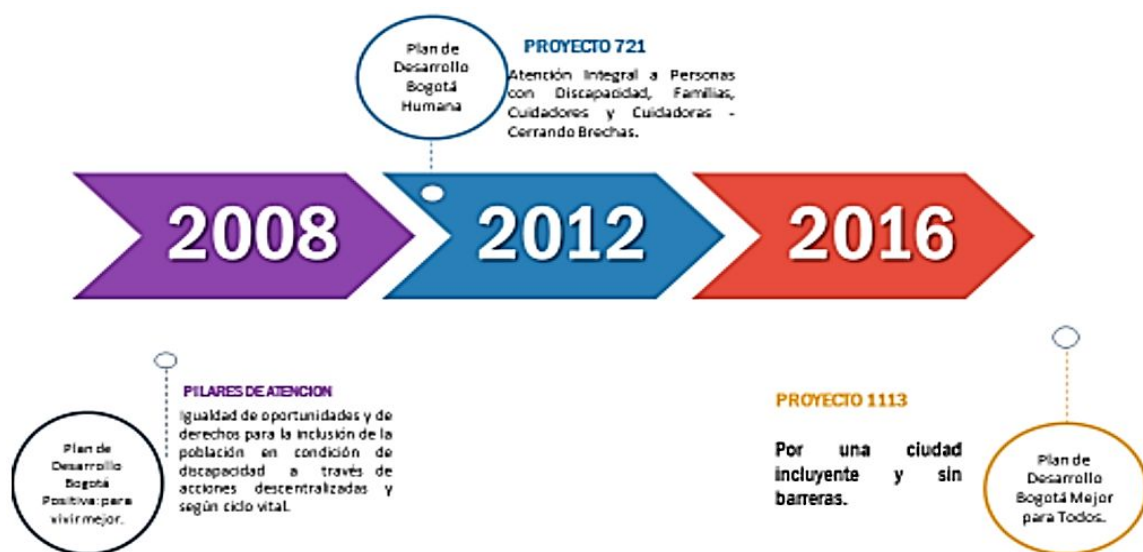 Plan de
Desarrollo
Bogotá
Humana
PROYECTO 721
Atención Integral a Personas
con Discapacidad, Familias,
Cuidadores y Cuidadoras -
Cerrando Brechas.
2008
2012
2016
Plan de
Desarrollo
Bogotá
Positiva: para
vivir mejor.
PILARES DE ATENCION
Igualdad de oportunidades y de
derechos para la inclusión de la
población en condición de
discapacidad a través de
acciones descentralizadas y
según ciclo vital.
PROYECTO 1113
Por una ciudad
incluyente y sin
barreras.
Plan de
Desarrollo
Bogotá Mejor
para Todos.